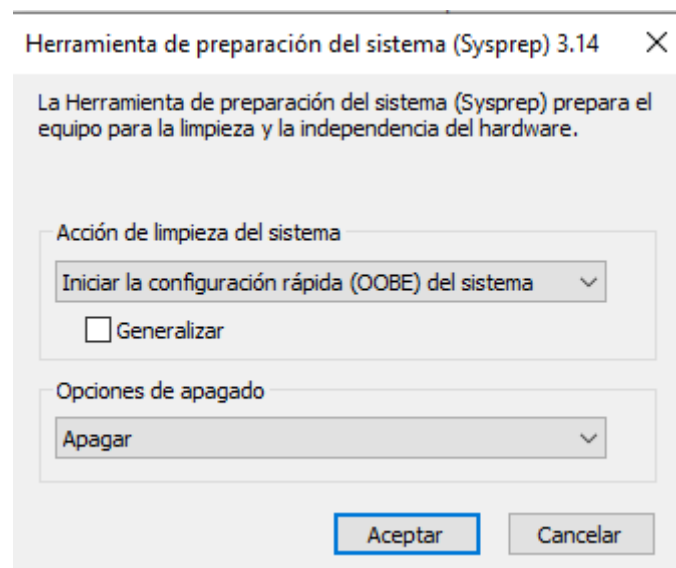 Herramienta de preparación del sistema (Sysprep) 3.14
La Herramienta de preparación del sistema (Sysprep) prepara el
equipo para la limpieza y la independencia del hardware.
Acción de limpieza del sistema
Iniciar la configuración rápida (OOBE) del sistema
Generalizar
Opciones de apagado
Apagar
Aceptar Cancelar